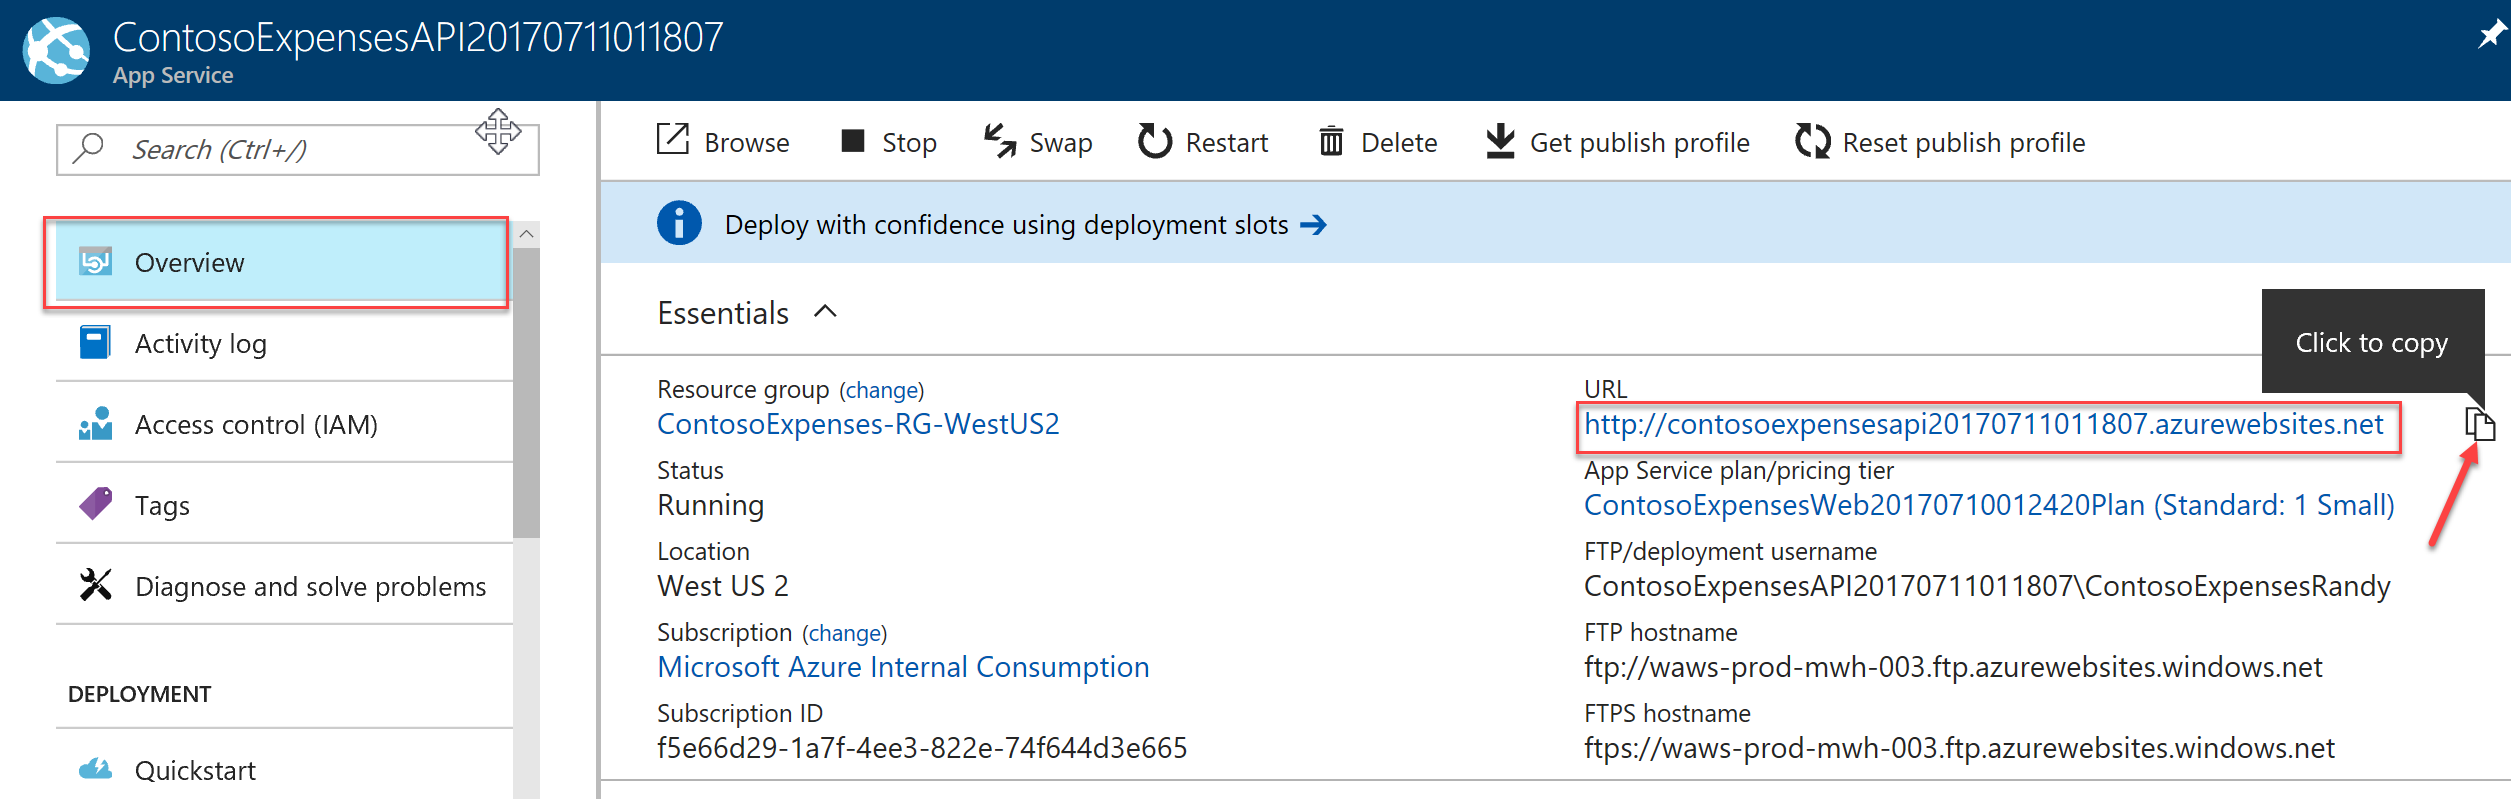 ContosoExpensesAPI20170711011807
App Service
Search (Ctrl+/)
Overview
Activity log
Access control (IAM)
Tags
Diagnose and solve problems
DEPLOYMENT
Quickstart
Browse Stop Swap Restart Delete Get publish profile Reset publish profile
Deploy with confidence using deployment slots
Essentials
Click to copy
Resource group (change)
ContosoExpenses-RG-WestUS2
Status
Running
Location
West US 2
Subscription (change)
Microsoft Azure Internal Consumption
Subscription ID
f5e66d29-1a7f-4ee3-822e-74f644d3e665
URL
http://contosoexpensesapi20170711011807.azurewebsites.net
App Service plan/pricing tier
ContosoExpensesWeb20170710012420Plan (Standard: 1 Small)
FTP/deployment username
ContosoExpensesAPI20170711011807\ContosoExpensesRandy
FTP hostname
ftp://waws-prod-mwh-003.ftp.azurewebsites.windows.net
FTPS hostname
ftps://waws-prod-mwh-003.ftp.azurewebsites.windows.net